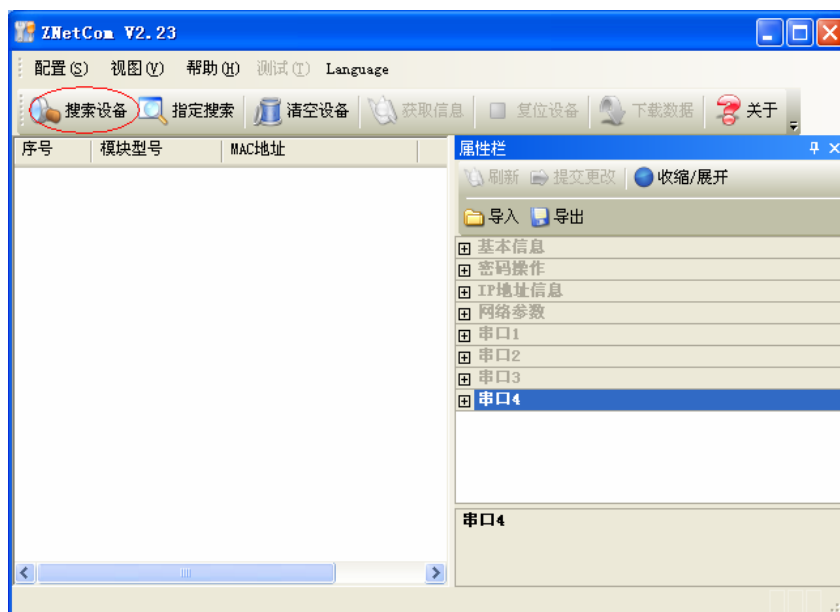 ZNetCom V2.23
配置(S) 视图(V) 帮助(H) 测试(T) Language
搜索设备 指定搜索 清空设备 获取信息 复位设备 下载数据 关于
序号 模块型号 MAC地址 属性栏
刷新 提交更改 收缩/展开
导入 导出
基本信息
密码操作
IP地址信息
网络参数
串口1
串口2
串口3
串口4
串口4